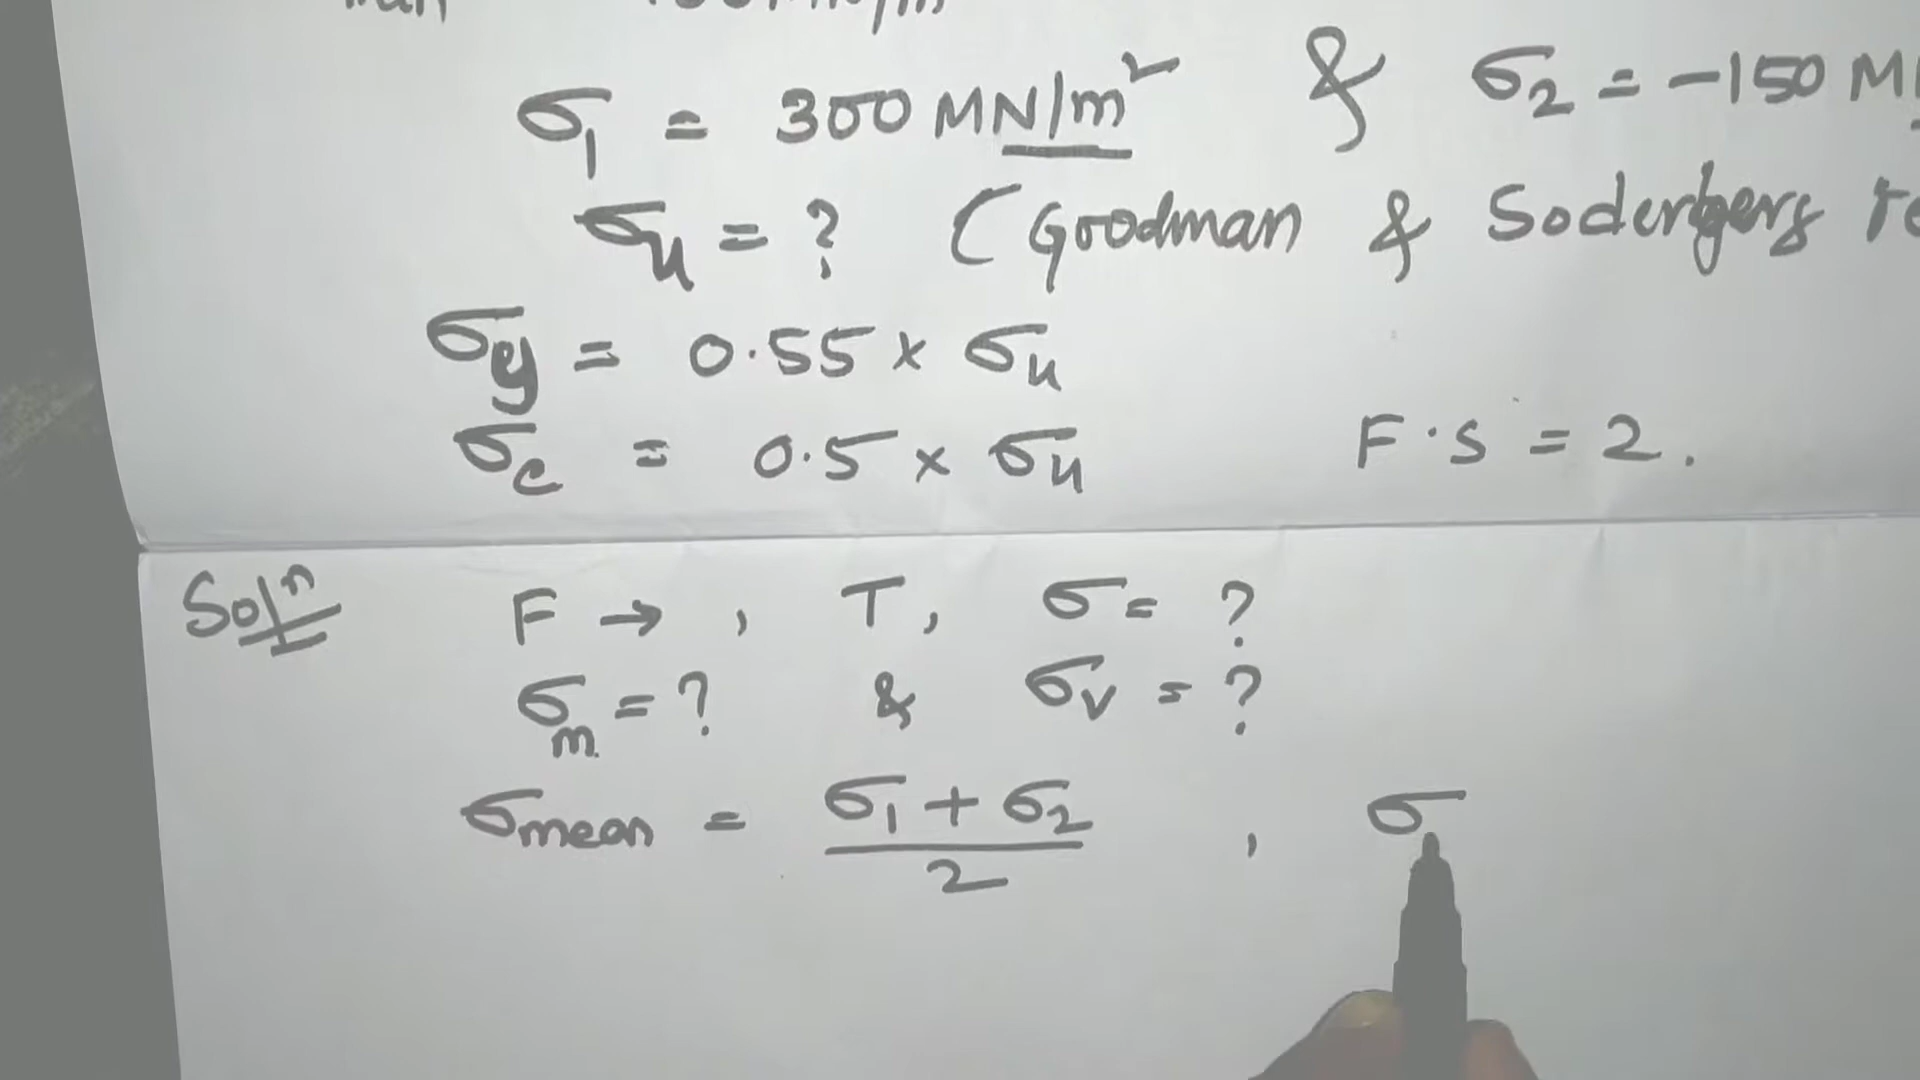 σ₁ = 300 MN/m² & σ₂ = -150 M
σu = ? (Goodman & Soderberg
σy = 0.55 × σu
σe = 0.5 × σu F.S = 2.
Solⁿ F → , T, σ = ?
σm = ? & σv = ?
σmean = (σ₁ + σ₂)/2 , σ